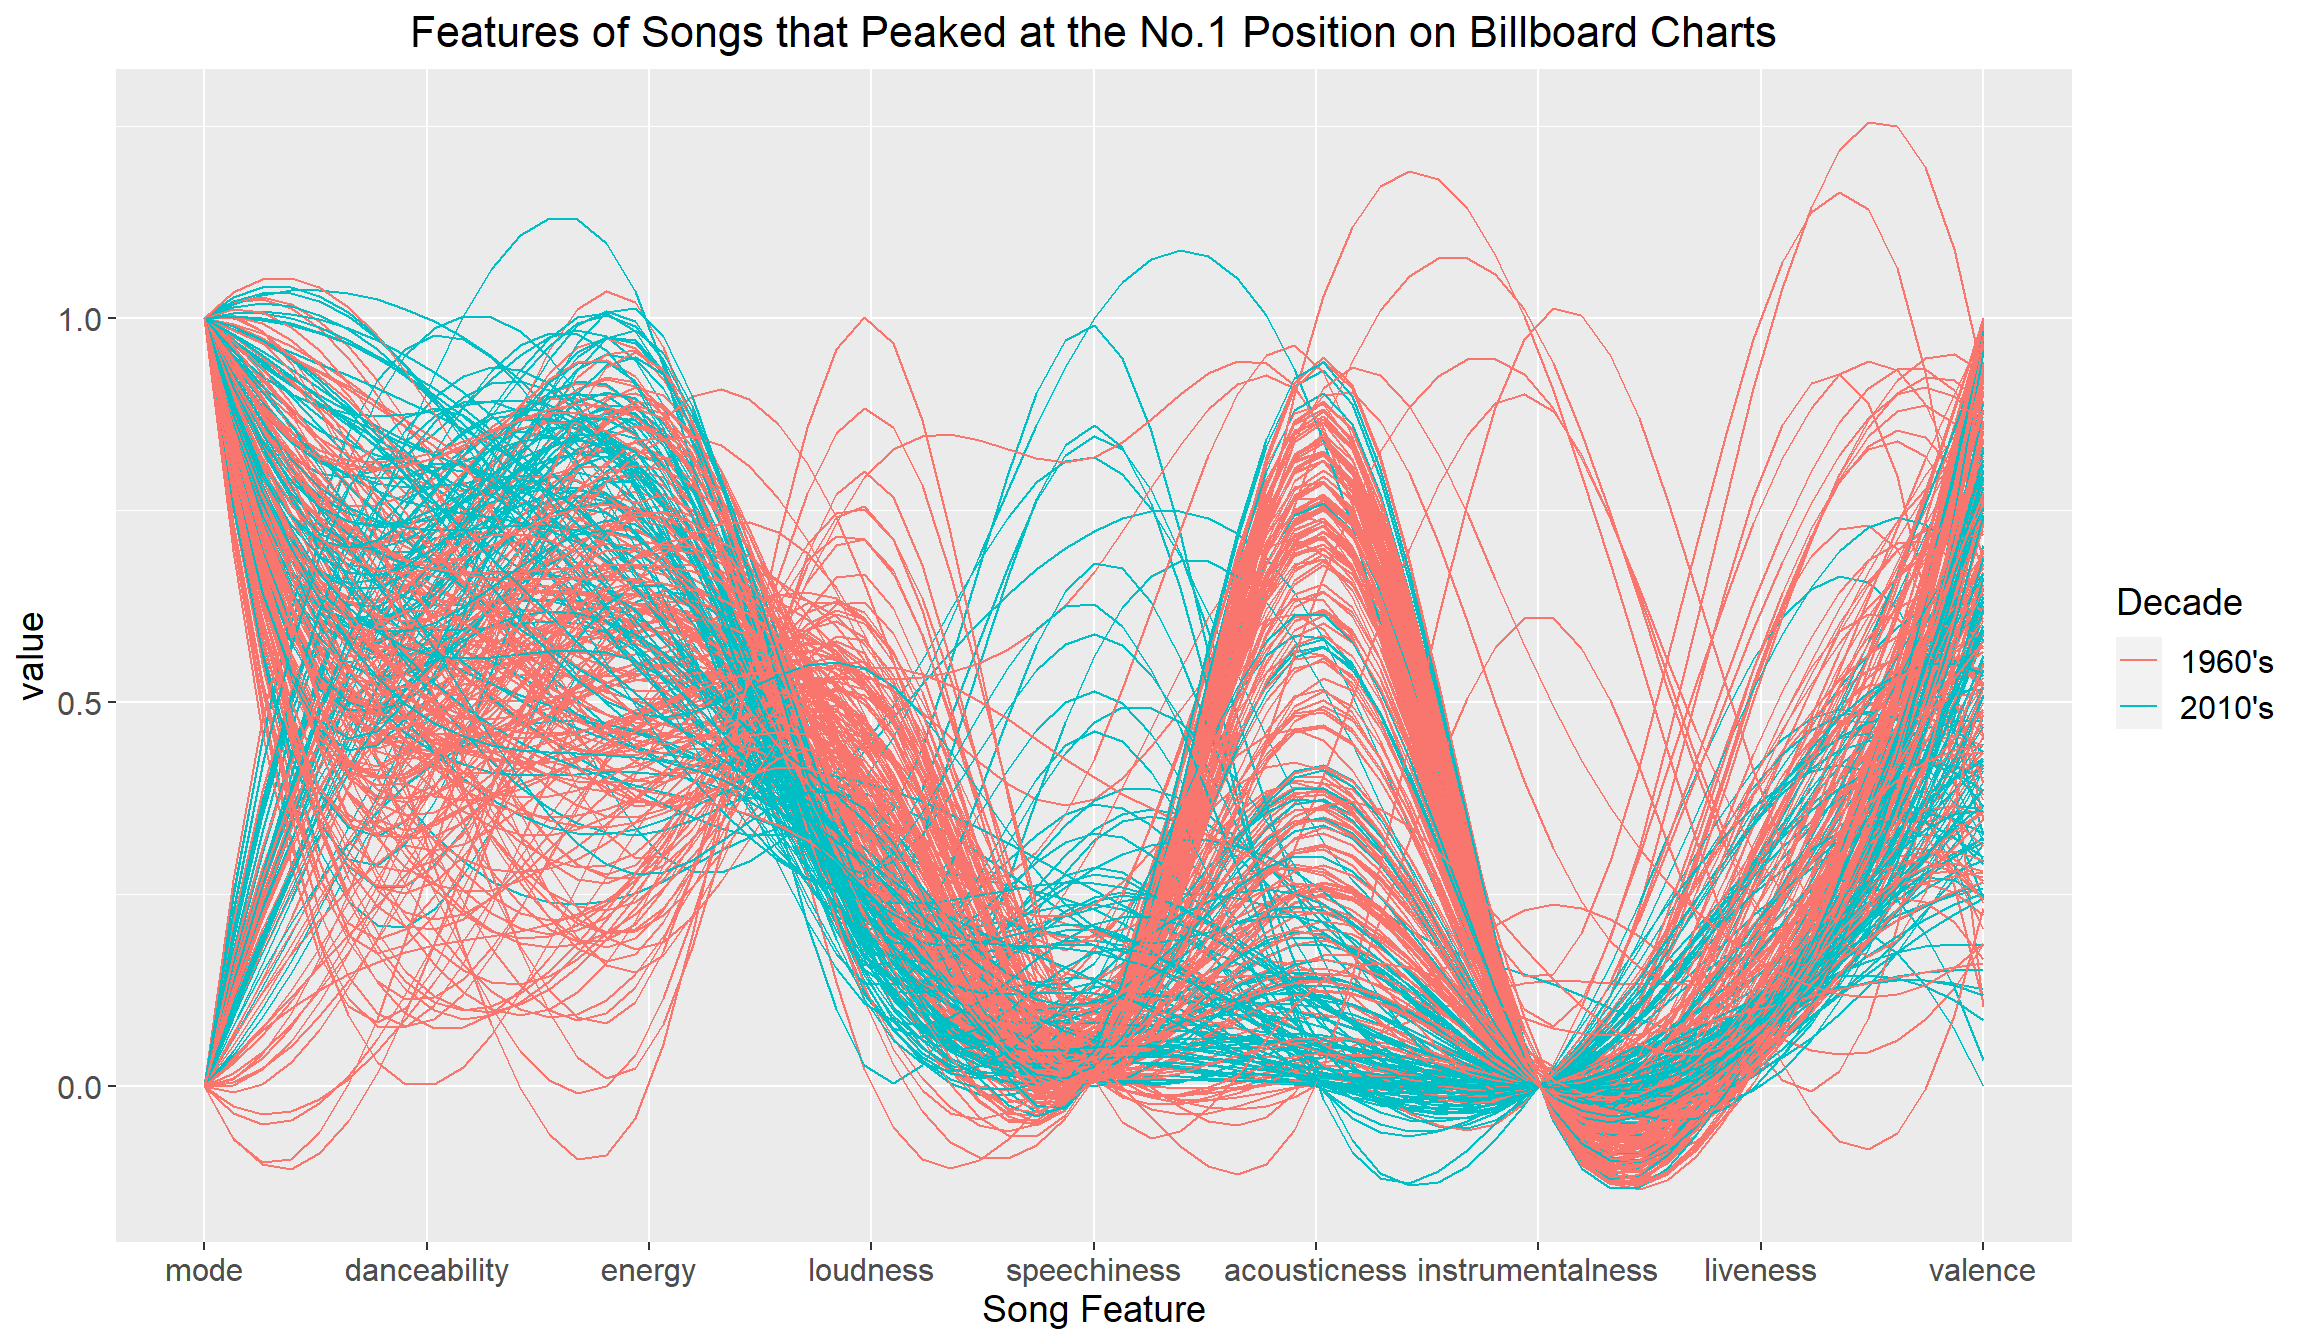 Features of Songs that Peaked at the No.1 Position on Billboard Charts
value
1.0
0.5
0.0
mode danceability energy loudness speechiness acousticness instrumentalness liveness valence
Song Feature
Decade
1960's
2010's